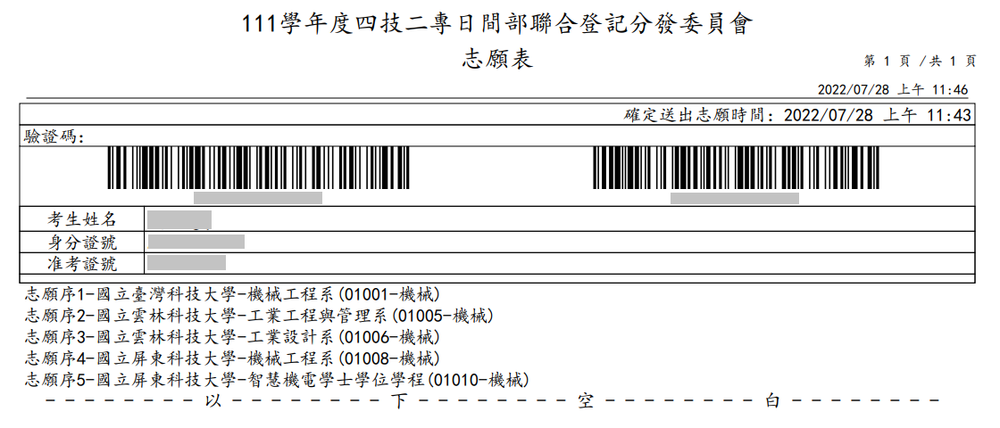 111學年度四技二專日間部聯合登記分發委員會
志願表
第 1 頁 /共 1 頁
2022/07/28 上午 11:46
確定送出志願時間: 2022/07/28 上午 11:43
驗證碼:
考生姓名
身分證號
准考證號
志願序1-國立臺灣科技大學-機械工程系(01001-機械)
志願序2-國立雲林科技大學-工業工程與管理系(01005-機械)
志願序3-國立雲林科技大學-工業設計系(01006-機械)
志願序4-國立屏東科技大學-機械工程系(01008-機械)
志願序5-國立屏東科技大學-智慧機電學士學位學程(01010-機械)
- - - - - - - - - 以 - - - - - - - - - 下 - - - - - - - - - 空 - - - - - - - - - 白 - - - - - - - - -